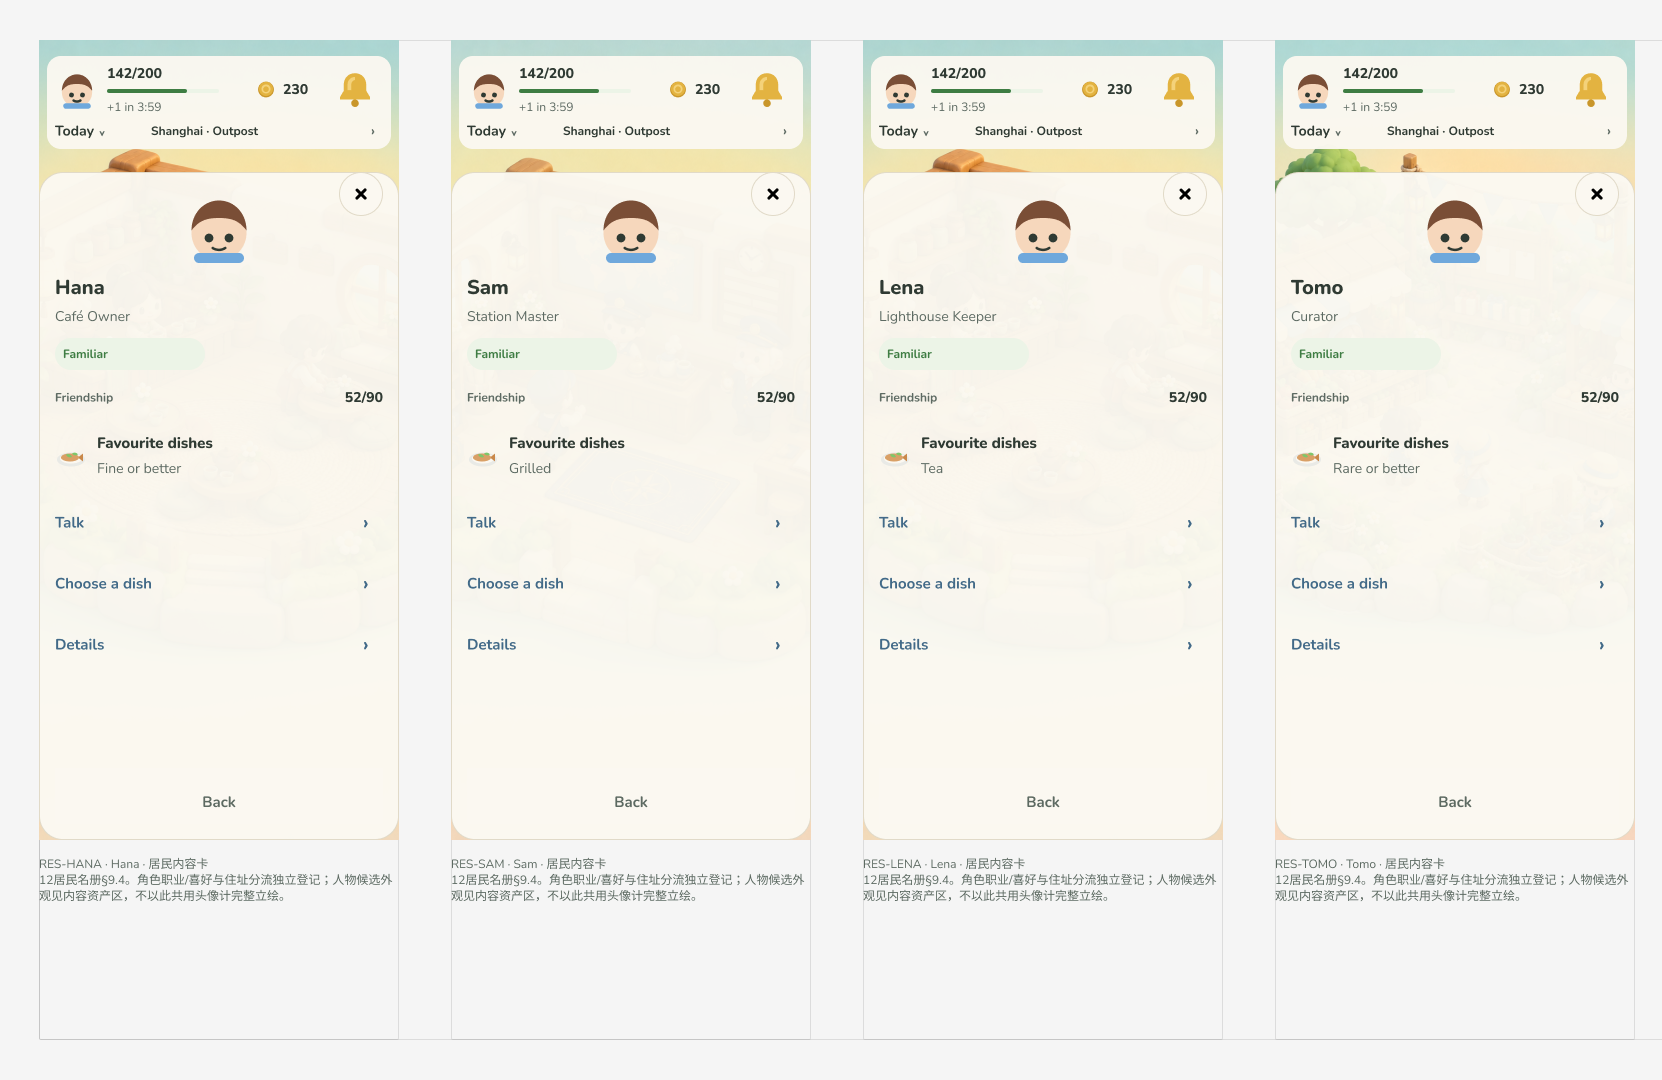 142/200
230
+1 in 3:59
Today ˅ Shanghai · Outpost ›
×
Hana
Café Owner
Familiar
Friendship 52/90
Favourite dishes
Fine or better
Talk ›
Choose a dish ›
Details ›
Back
RES-HANA · Hana · 居民内容卡
12居民名册§9.4。角色职业/喜好与住址分流独立登记；人物候选外
观见内容资产区，不以此共用头像计完整立绘。
142/200
230
+1 in 3:59
Today ˅ Shanghai · Outpost ›
×
Sam
Station Master
Familiar
Friendship 52/90
Favourite dishes
Grilled
Talk ›
Choose a dish ›
Details ›
Back
RES-SAM · Sam · 居民内容卡
12居民名册§9.4。角色职业/喜好与住址分流独立登记；人物候选外
观见内容资产区，不以此共用头像计完整立绘。
142/200
230
+1 in 3:59
Today ˅ Shanghai · Outpost ›
×
Lena
Lighthouse Keeper
Familiar
Friendship 52/90
Favourite dishes
Tea
Talk ›
Choose a dish ›
Details ›
Back
RES-LENA · Lena · 居民内容卡
12居民名册§9.4。角色职业/喜好与住址分流独立登记；人物候选外
观见内容资产区，不以此共用头像计完整立绘。
142/200
230
+1 in 3:59
Today ˅ Shanghai · Outpost ›
×
Tomo
Curator
Familiar
Friendship 52/90
Favourite dishes
Rare or better
Talk ›
Choose a dish ›
Details ›
Back
RES-TOMO · Tomo · 居民内容卡
12居民名册§9.4。角色职业/喜好与住址分流独立登记；人物候选外
观见内容资产区，不以此共用头像计完整立绘。